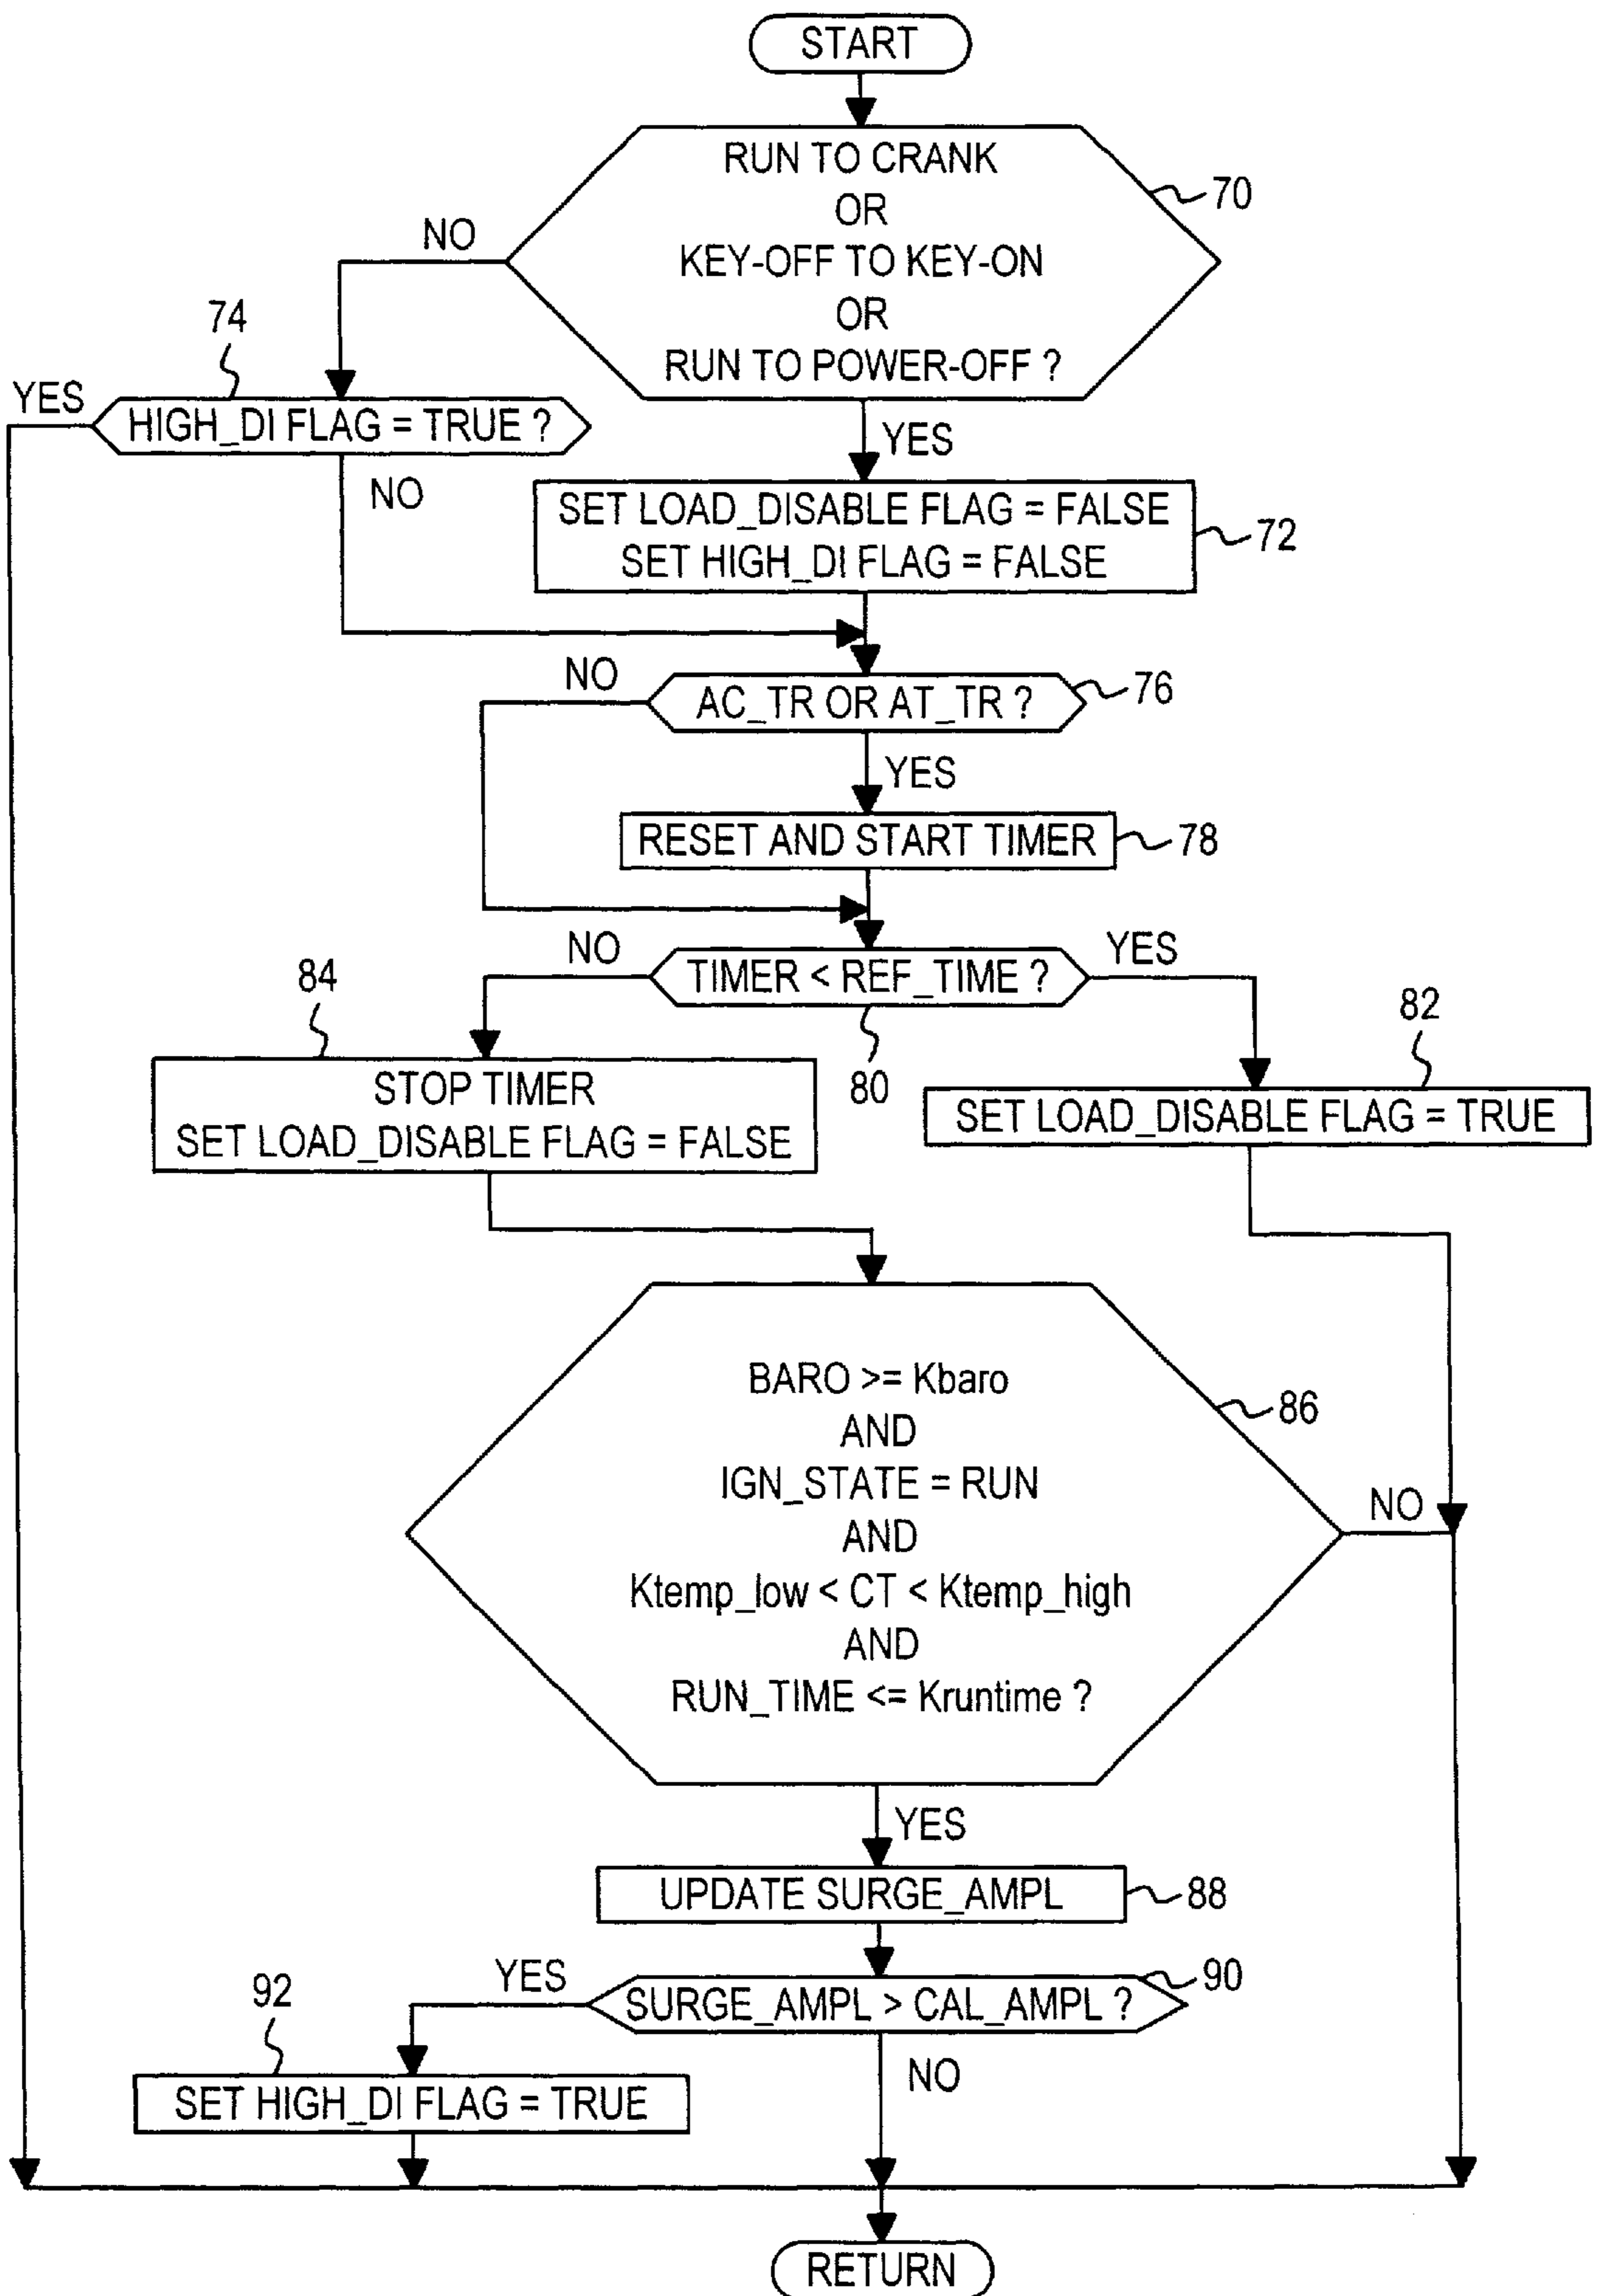 START
RUN TO CRANK
OR
KEY-OFF TO KEY-ON
OR
RUN TO POWER-OFF ?
70
NO
74
YES
HIGH_DI FLAG = TRUE ?
YES
NO
SET LOAD_DISABLE FLAG = FALSE
SET HIGH_DI FLAG = FALSE
72
NO
AC_TR OR AT_TR ?
76
YES
RESET AND START TIMER
78
NO
TIMER < REF_TIME ?
YES
84
80
82
STOP TIMER
SET LOAD_DISABLE FLAG = FALSE
SET LOAD_DISABLE FLAG = TRUE
BARO >= Kbaro
AND
IGN_STATE = RUN
AND
Ktemp_low < CT < Ktemp_high
AND
RUN_TIME <= Kruntime ?
86
NO
YES
UPDATE SURGE_AMPL
88
YES
SURGE_AMPL > CAL_AMPL ?
90
92
NO
SET HIGH_DI FLAG = TRUE
RETURN